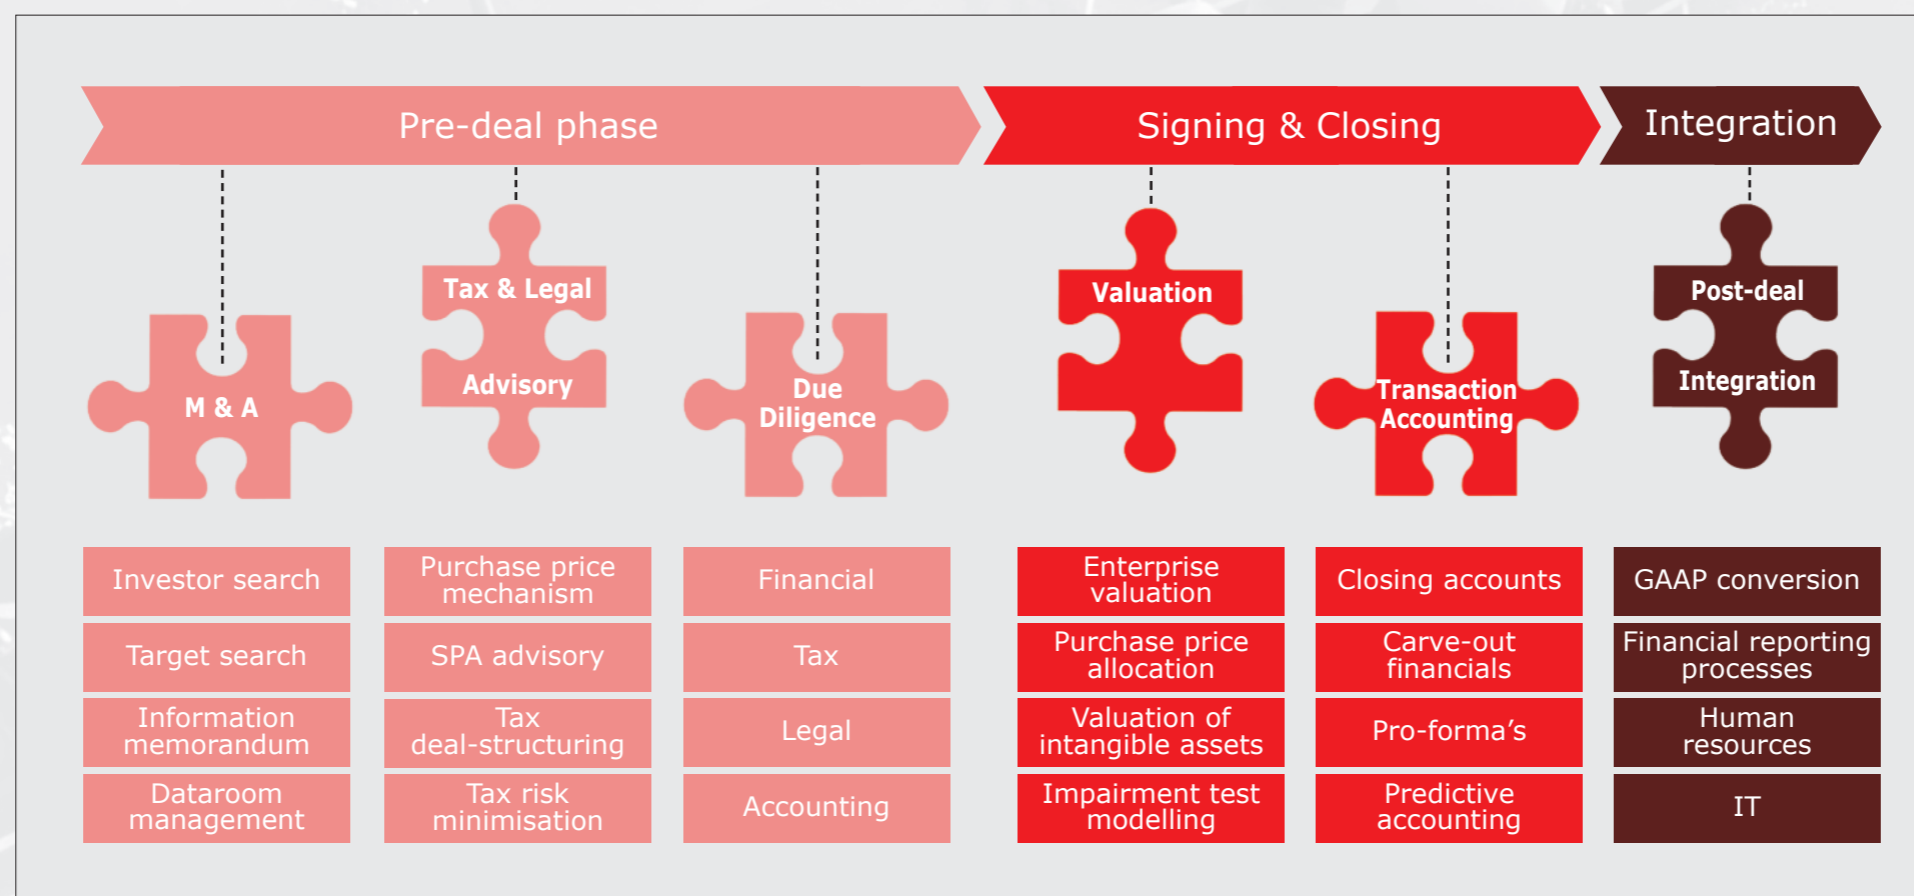 Pre-deal phase
Signing & Closing
Integration
M & A
Tax & Legal
Advisory
Due
Diligence
Valuation
Transaction
Accounting
Post-deal
Integration
Investor search
Target search
Information
memorandum
Dataroom
management
Purchase price
mechanism
SPA advisory
Tax
deal-structuring
Tax risk
minimisation
Financial
Tax
Legal
Accounting
Enterprise
valuation
Purchase price
allocation
Valuation of
intangible assets
Impairment test
modelling
Closing accounts
Carve-out
financials
Pro-forma’s
Predictive
accounting
GAAP conversion
Financial reporting
processes
Human
resources
IT